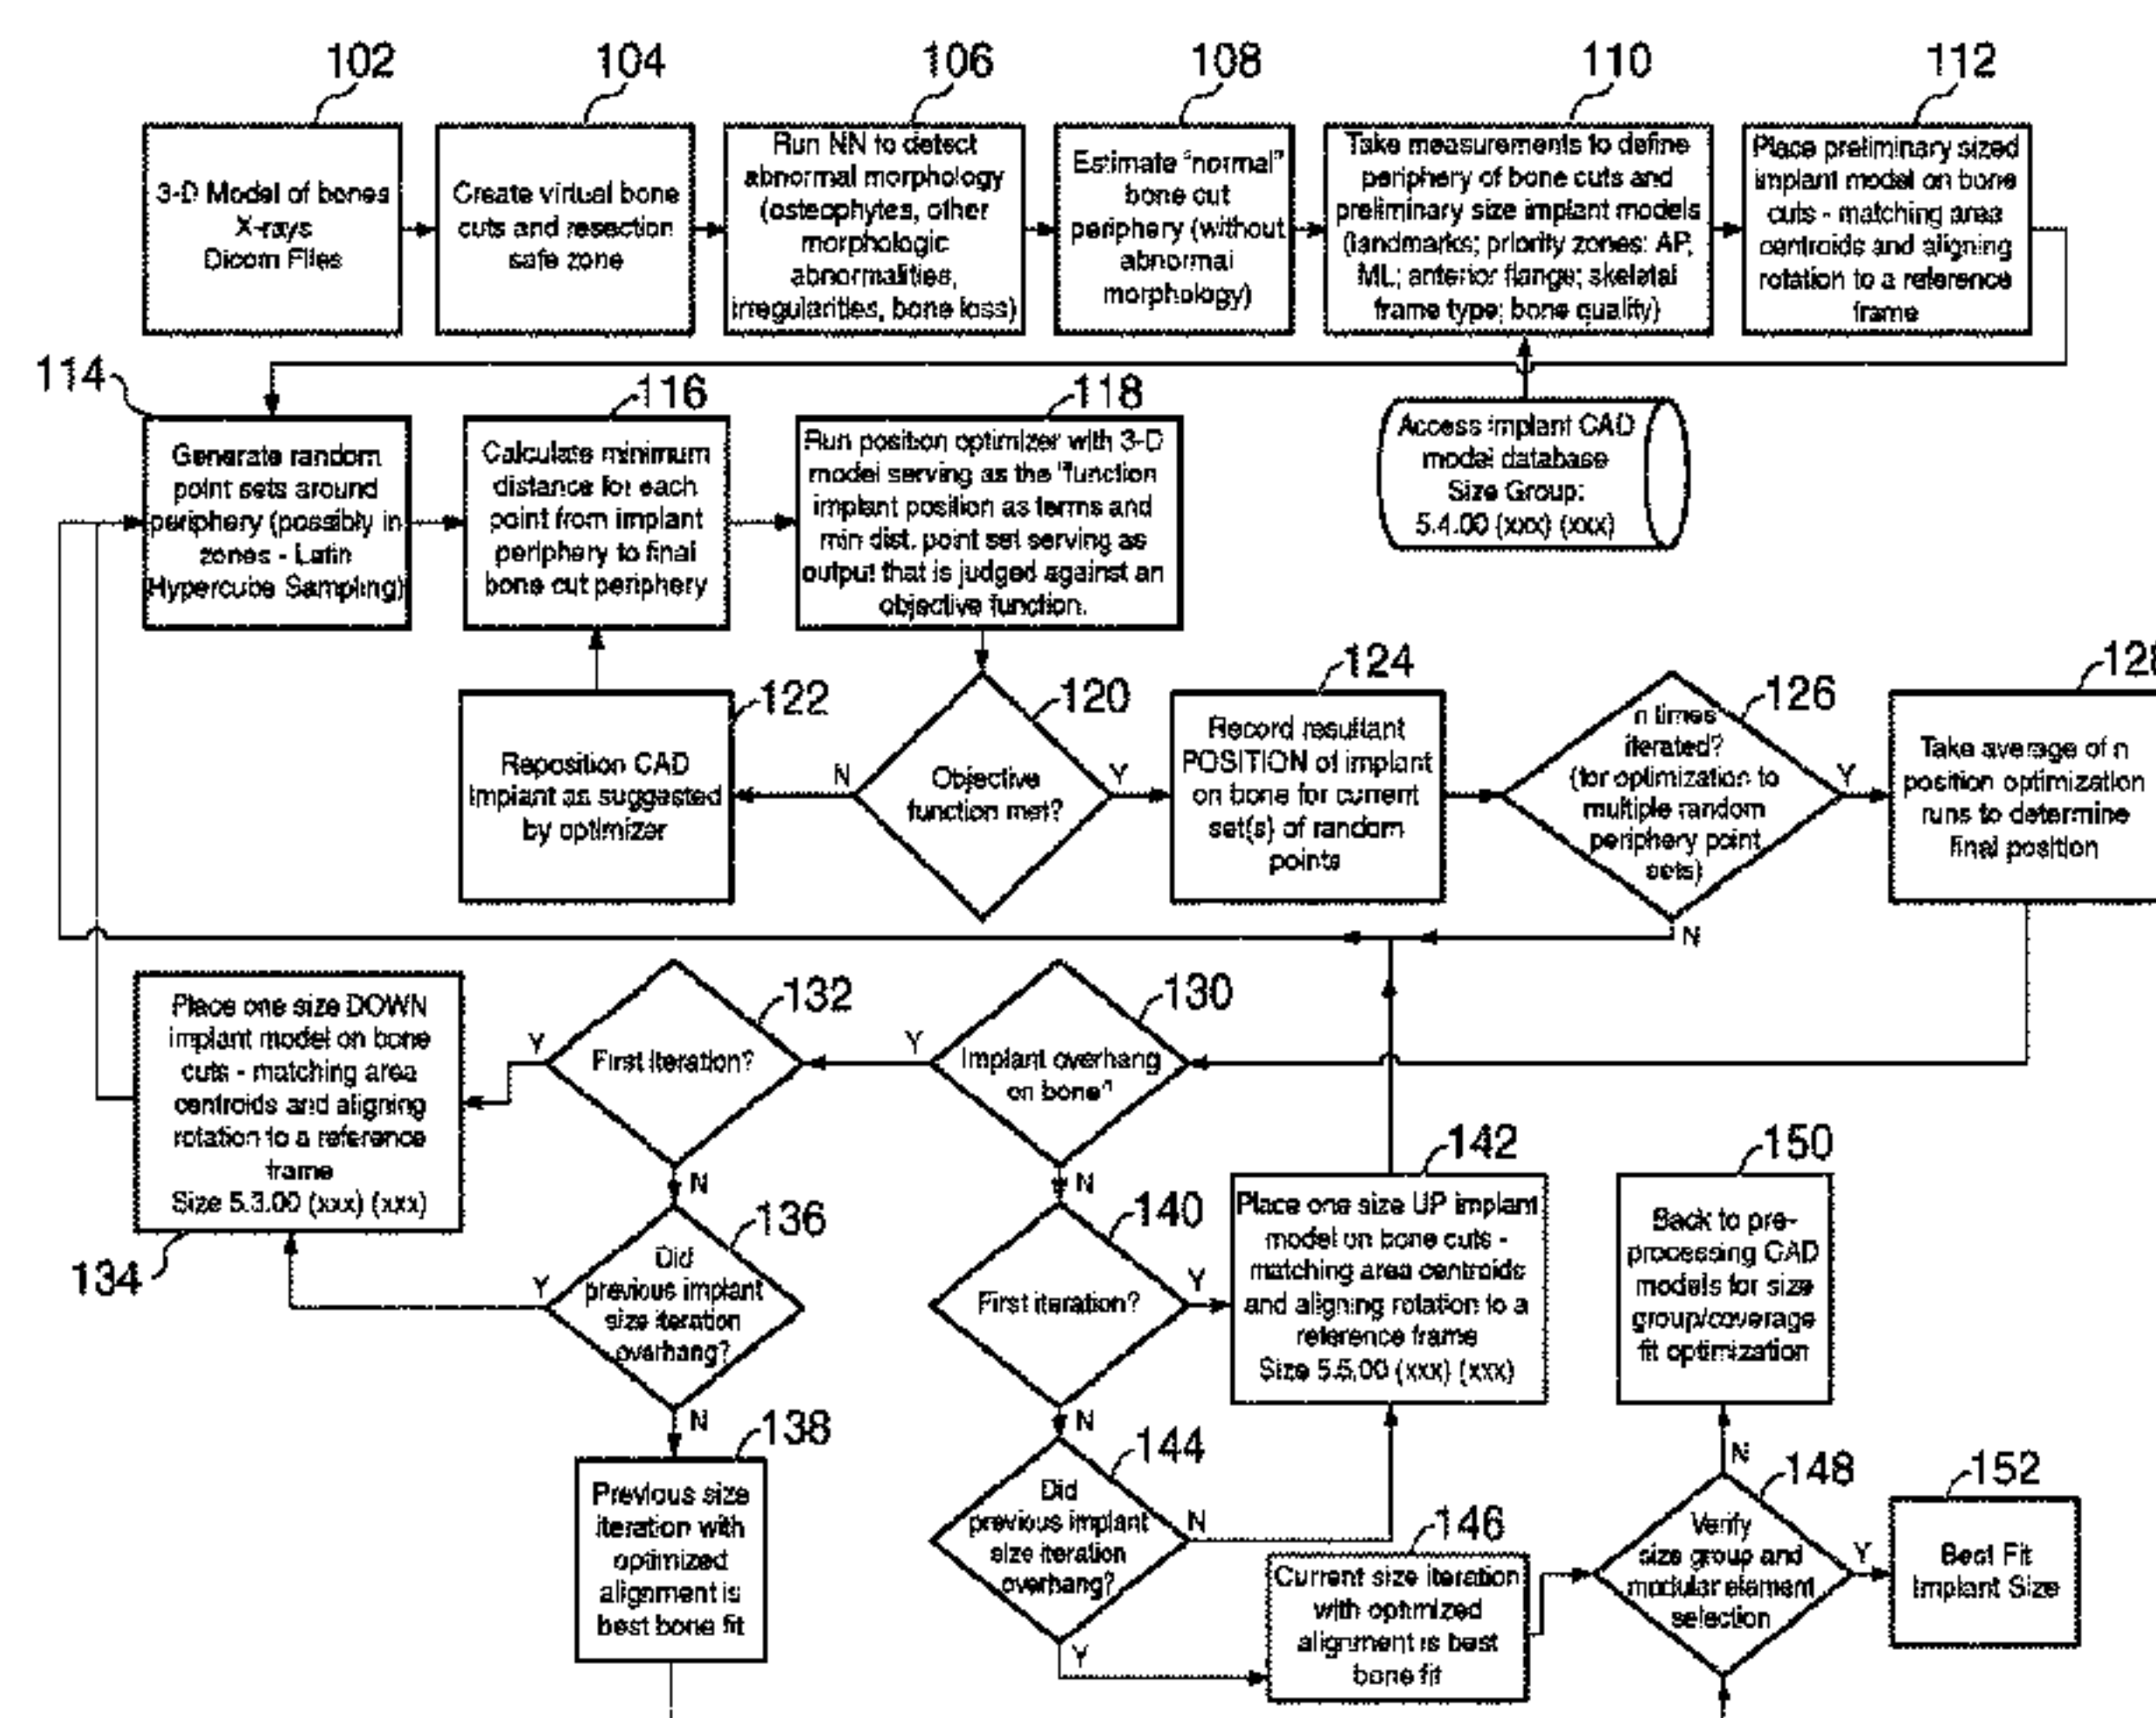 102
104
106
108
110
112
3-D Model of bones
X-rays
Dicom Files
Create virtual bone
cuts and resection
safe zone
Run NN to detect
abnormal morphology
(osteophytes, other
morphologic
abnormalities,
irregularities, bone loss)
Estimate "normal"
bone cut
periphery (without
abnormal
morphology)
Take measurements to define
periphery of bone cuts and
preliminary size implant models
(landmarks; priority zones: AP,
ML; anterior flange; skeletal
frame type; bone quality)
Place preliminary sized
implant model on bone
cuts - matching area
centroids and aligning
rotation to a reference
frame
114
116
118
Generate random
point sets around
periphery (possibly in
zones - Latin
Hypercube Sampling)
Calculate minimum
distance for each
point from implant
periphery to final
bone cut periphery
Run position optimizer with 3-D
model serving as the "function
implant position as terms and
min dist. point set serving as
output that is judged against an
objective function.
Access implant CAD
model database
Size Group:
5.4.00 (xxx) (xxx)
122
120
124
126
128
Reposition CAD
implant as suggested
by optimizer
N
Objective
function met?
Y
Record resultant
POSITION of implant
on bone for current
set(s) of random
points
n times
iterated?
(for optimization to
multiple random
periphery point
sets)
Y
N
Take average of n
position optimization
runs to determine
final position
134
Place one size DOWN
implant model on bone
cuts - matching area
centroids and aligning
rotation to a reference
frame
Size 5.3.00 (xxx) (xxx)
132
Y
First iteration?
N
130
Y
Implant overhang
on bone?
N
136
Y
Did
previous implant
size iteration
overhang?
N
140
First iteration?
Y
N
142
Place one size UP implant
model on bone cuts -
matching area centroids
and aligning rotation to a
reference frame
Size 5.5.00 (xxx) (xxx)
150
Back to pre-
processing CAD
models for size
group/coverage
fit optimization
138
Previous size
iteration with
optimized
alignment is
best bone fit
144
Did
previous implant
size iteration
overhang?
N
Y
146
Current size iteration
with optimized
alignment is best
bone fit
148
N
Verify
size group and
modular element
selection
Y
152
Best Fit
Implant Size